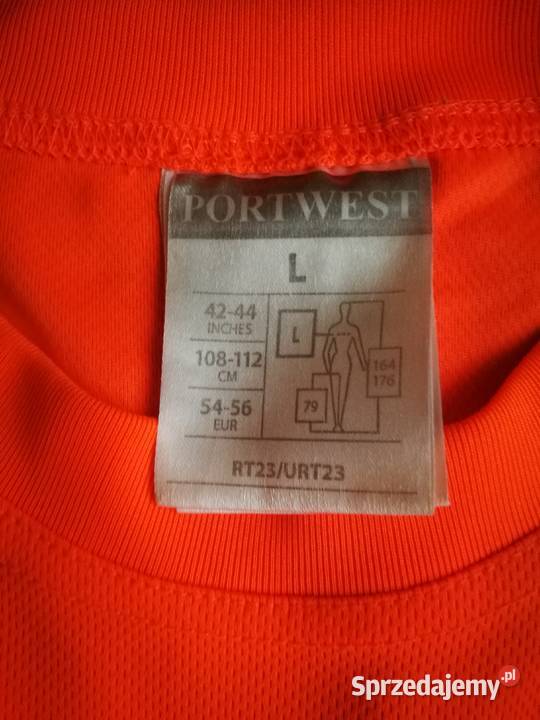 PORTWEST
L
42-44
INCHES
108-112
CM
54-56
EUR
L
164
176
79
RT23/URT23
Sprzedajemy.pl